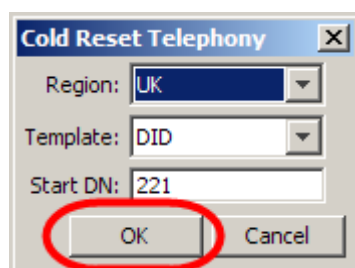 Cold Reset Telephony
Region: UK
Template: DID
Start DN: 221
OK Cancel